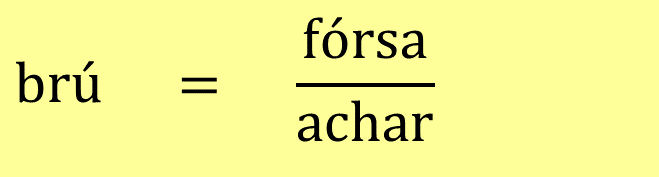 brú = fórsa
achar